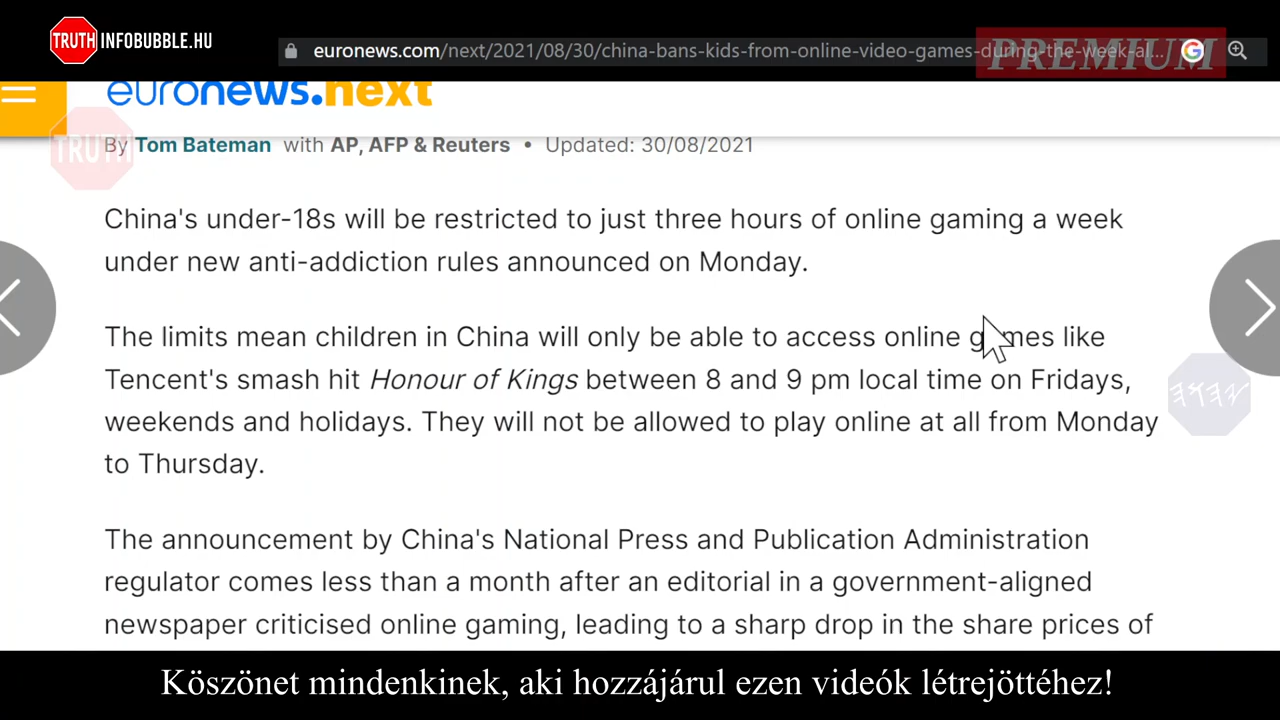 TRUTH INFOBUBBLE.HU
euronews.com/next/2021/08/30/china-bans-kids-from-online-video-games-during-the-week-al...
PREMIUM
euronews.next
TRUTH
By Tom Bateman with AP, AFP & Reuters • Updated: 30/08/2021
China's under-18s will be restricted to just three hours of online gaming a week
under new anti-addiction rules announced on Monday.
The limits mean children in China will only be able to access online games like
Tencent's smash hit Honour of Kings between 8 and 9 pm local time on Fridays,
weekends and holidays. They will not be allowed to play online at all from Monday
to Thursday.
The announcement by China's National Press and Publication Administration
regulator comes less than a month after an editorial in a government-aligned
newspaper criticised online gaming, leading to a sharp drop in the share prices of
Köszönet mindenkinek, aki hozzájárul ezen videók létrejöttéhez!